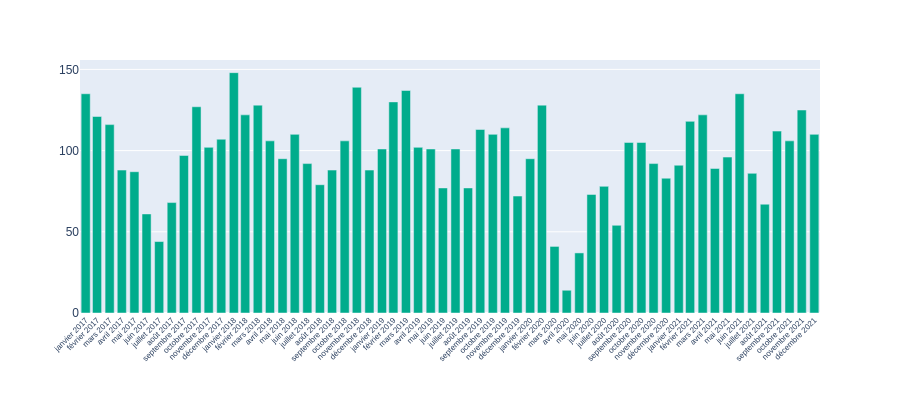 150
100
50
0
janvier 2017
février 2017
mars 2017
avril 2017
mai 2017
juin 2017
juillet 2017
août 2017
septembre 2017
octobre 2017
novembre 2017
décembre 2017
janvier 2018
février 2018
mars 2018
avril 2018
mai 2018
juin 2018
juillet 2018
août 2018
septembre 2018
octobre 2018
novembre 2018
décembre 2018
janvier 2019
février 2019
mars 2019
avril 2019
mai 2019
juin 2019
juillet 2019
août 2019
septembre 2019
octobre 2019
novembre 2019
décembre 2019
janvier 2020
février 2020
mars 2020
avril 2020
mai 2020
juin 2020
juillet 2020
août 2020
septembre 2020
octobre 2020
novembre 2020
décembre 2020
janvier 2021
février 2021
mars 2021
avril 2021
mai 2021
juin 2021
juillet 2021
août 2021
septembre 2021
octobre 2021
novembre 2021
décembre 2021